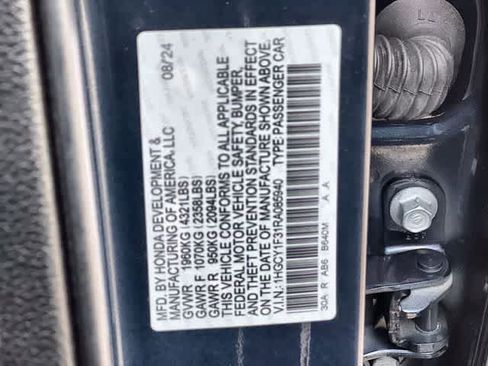 MFD. BY HONDA DEVELOPMENT &
MANUFACTURING OF AMERICA, LLC 08/24
GVWR 1960KG (4321LBS)
GAWR F 1070KG (2358LBS)
GAWR R 950KG (2094LBS)
THIS VEHICLE CONFORMS TO ALL APPLICABLE
FEDERAL MOTOR VEHICLE SAFETY, BUMPER,
AND THEFT PREVENTION STANDARDS IN EFFECT
ON THE DATE OF MANUFACTURE SHOWN ABOVE.
V.I.N.: 1HGCY1F31RA086940 TYPE: PASSENGER CAR
30A R AB6 B640M A A